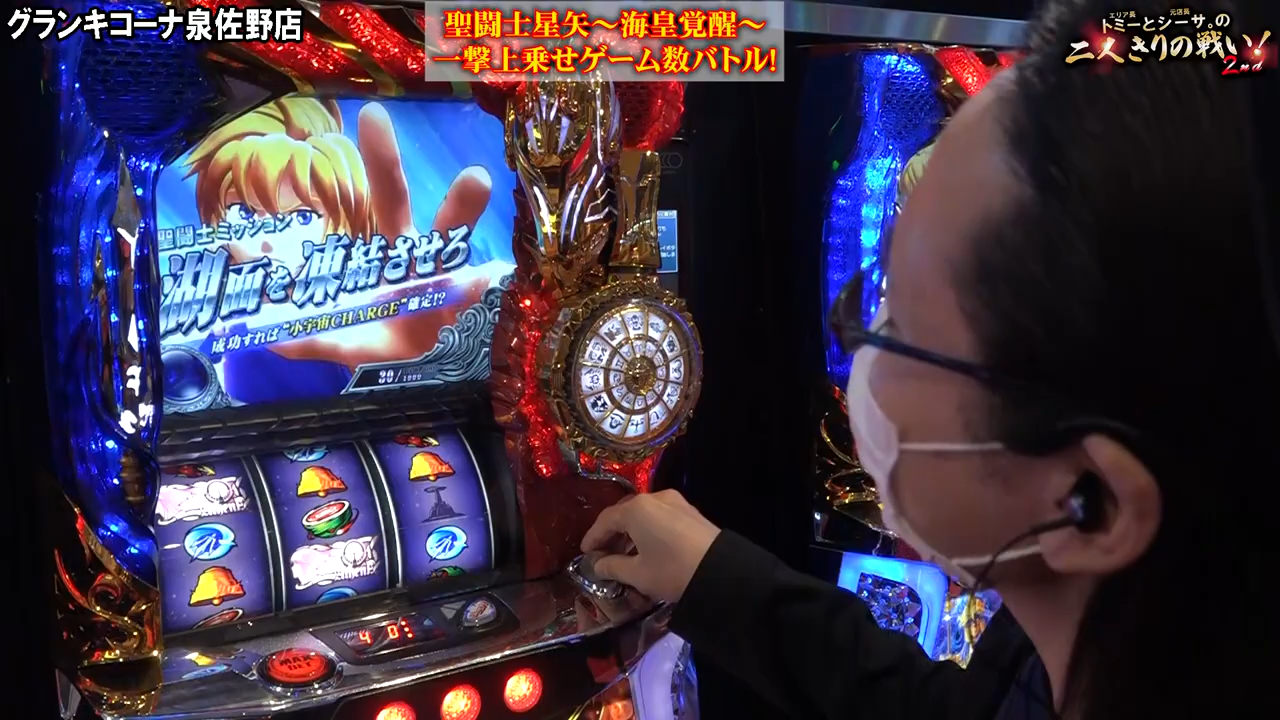 グランキコーナ泉佐野店
聖闘士星矢～海皇覚醒～
一撃上乗せゲーム数バトル!
エリア長 元店長
トミーとシーサ。の
二人きりの戦い!
2nd
聖闘士ミッション
湖面を凍結させろ
成功すれば"小宇宙CHARGE"確定!?
30/1000
MAX
BET